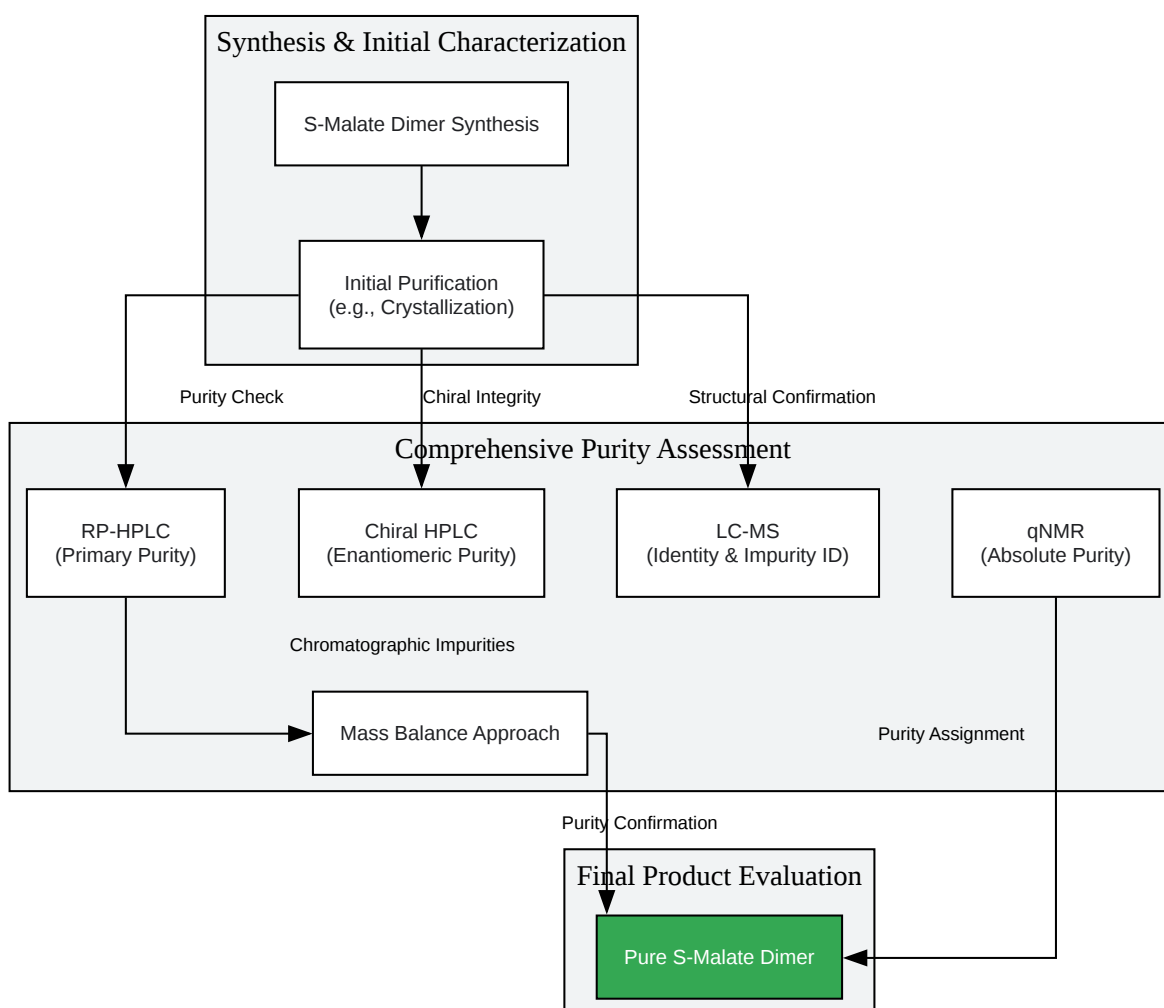 Synthesis & Initial Characterization
S-Malate Dimer Synthesis
Initial Purification
(e.g., Crystallization)
Purity Check
Chiral Integrity
Structural Confirmation
Comprehensive Purity Assessment
RP-HPLC
(Primary Purity)
Chiral HPLC
(Enantiomeric Purity)
LC-MS
(Identity & Impurity ID)
qNMR
(Absolute Purity)
Chromatographic Impurities
Mass Balance Approach
Purity Assignment
Purity Confirmation
Final Product Evaluation
Pure S-Malate Dimer